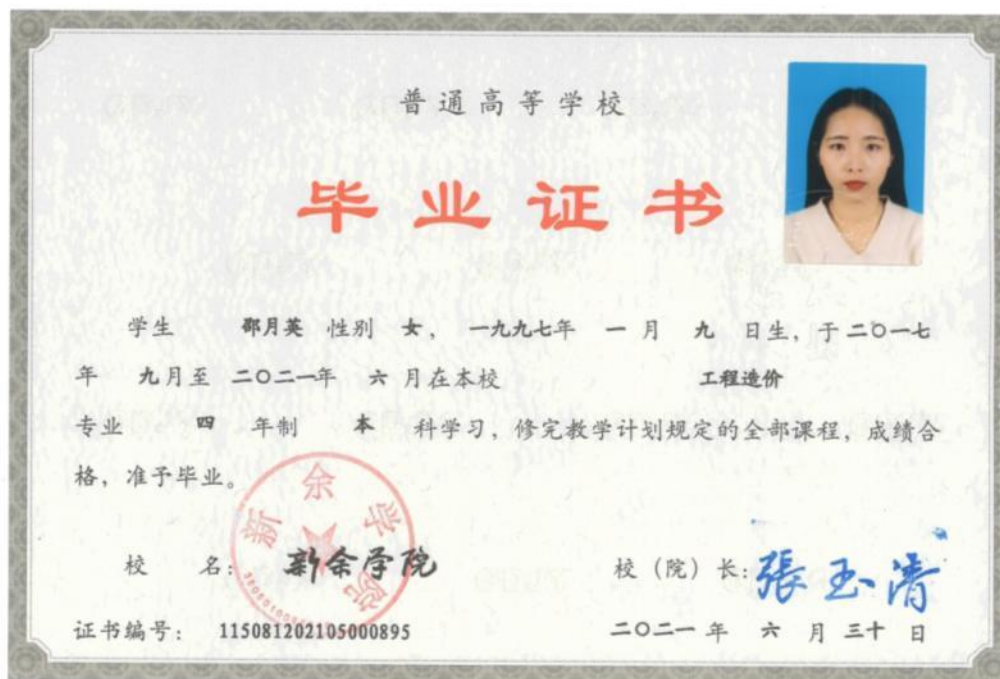 普通高等学校
毕业证书
学生 邵月英 性别 女， 一九九七年 一 月 九 日生，于 二〇一七
年 九月至 二〇二一年 六 月在本校 工程造价
专业 四 年制 本 科学习，修完教学计划规定的全部课程，成绩合
格，准予毕业。
新余学院
校 名： 新余学院 校（院）长：張玉清
证书编号： 115081202105000895 二〇二一 年 六 月 三十 日